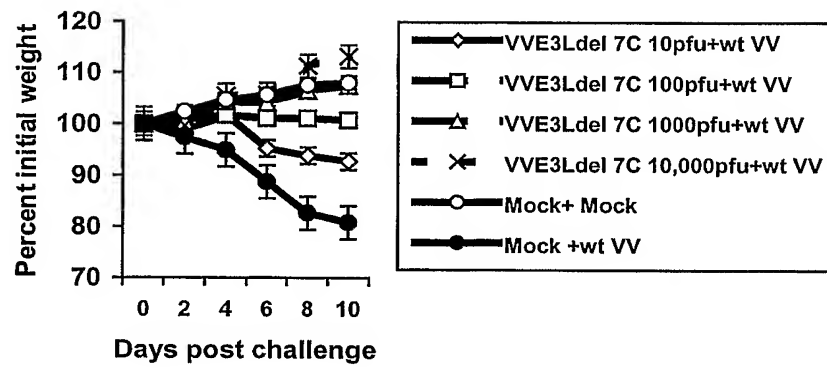 Percent initial weight
120
110
100
90
80
70
0 2 4 6 8 10
Days post challenge
VVE3Ldel 7C 10pfu+wt VV
VVE3Ldel 7C 100pfu+wt VV
VVE3Ldel 7C 1000pfu+wt VV
VVE3Ldel 7C 10,000pfu+wt VV
Mock+ Mock
Mock +wt VV